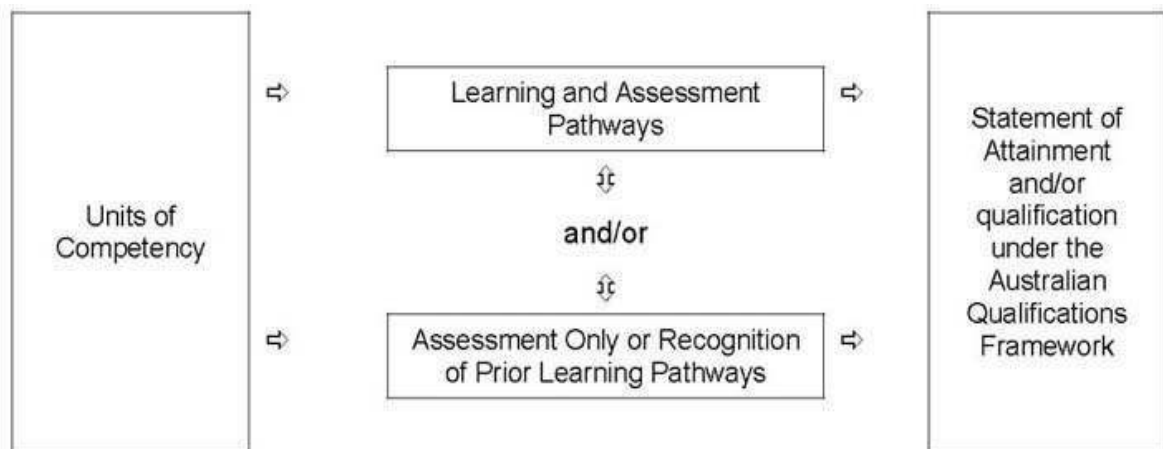 Units of
Competency
Learning and Assessment
Pathways
and/or
Assessment Only or Recognition
of Prior Learning Pathways
Statement of
Attainment
and/or
qualification
under the
Australian
Qualifications
Framework